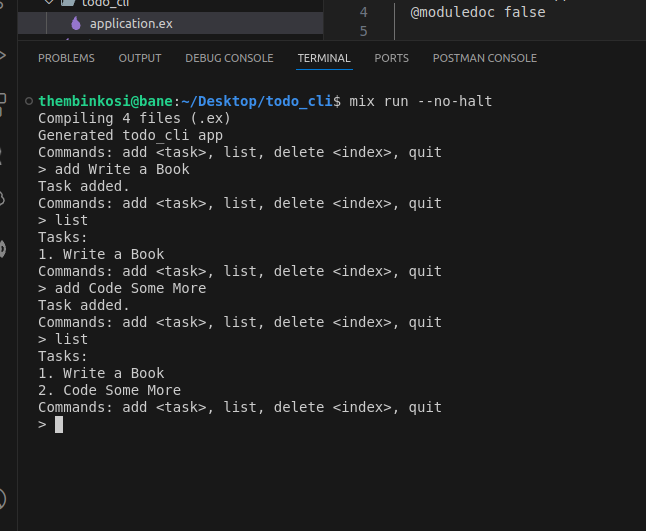 todo_cli
application.ex
4 @moduledoc false
5
PROBLEMS OUTPUT DEBUG CONSOLE TERMINAL PORTS POSTMAN CONSOLE
thembinkosi@bane:~/Desktop/todo_cli$ mix run --no-halt
Compiling 4 files (.ex)
Generated todo_cli app
Commands: add <task>, list, delete <index>, quit
> add Write a Book
Task added.
Commands: add <task>, list, delete <index>, quit
> list
Tasks:
1. Write a Book
Commands: add <task>, list, delete <index>, quit
> add Code Some More
Task added.
Commands: add <task>, list, delete <index>, quit
> list
Tasks:
1. Write a Book
2. Code Some More
Commands: add <task>, list, delete <index>, quit
>